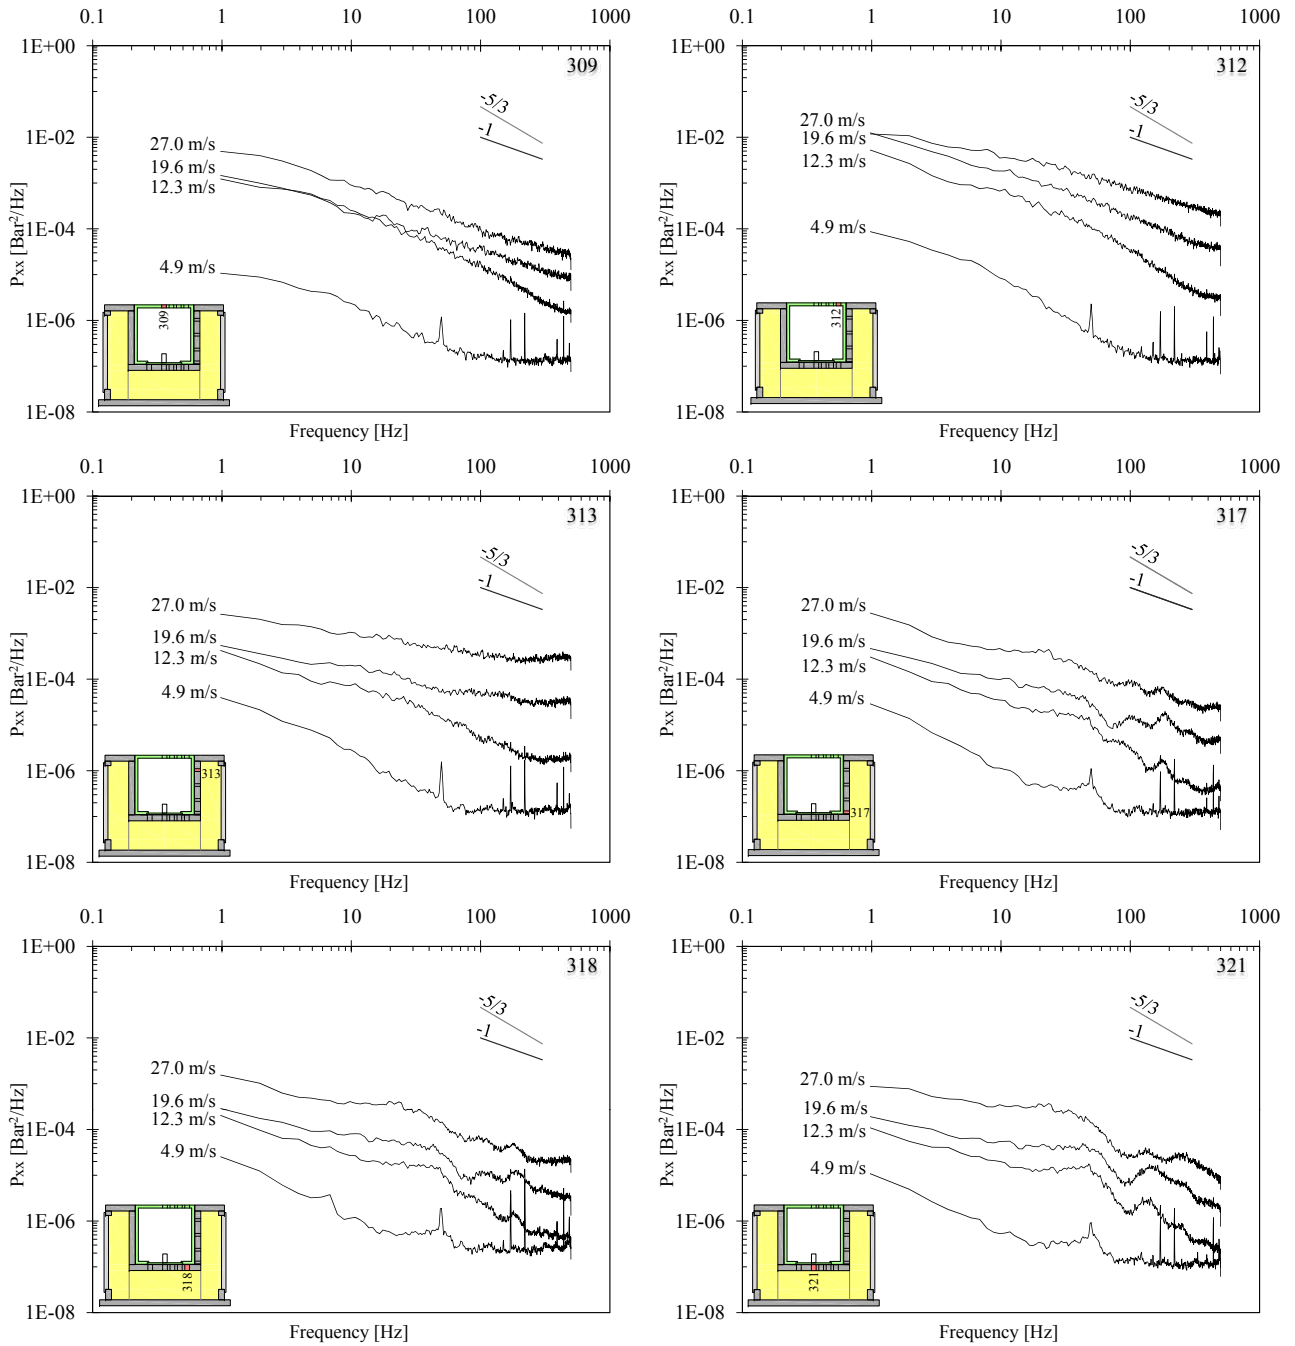 0.1 1 10 100 1000
1E+00
1E-02
1E-04
1E-06
1E-08
Pxx [Bar²/Hz]
309
-5/3
-1
27.0 m/s
19.6 m/s
12.3 m/s
4.9 m/s
309
Frequency [Hz]
0.1 1 10 100 1000
1E+00
1E-02
1E-04
1E-06
1E-08
Pxx [Bar²/Hz]
312
-5/3
-1
27.0 m/s
19.6 m/s
12.3 m/s
4.9 m/s
312
Frequency [Hz]
0.1 1 10 100 1000
1E+00
1E-02
1E-04
1E-06
1E-08
Pxx [Bar²/Hz]
313
-5/3
-1
27.0 m/s
19.6 m/s
12.3 m/s
4.9 m/s
313
Frequency [Hz]
0.1 1 10 100 1000
1E+00
1E-02
1E-04
1E-06
1E-08
Pxx [Bar²/Hz]
317
-5/3
-1
27.0 m/s
19.6 m/s
12.3 m/s
4.9 m/s
317
Frequency [Hz]
0.1 1 10 100 1000
1E+00
1E-02
1E-04
1E-06
1E-08
Pxx [Bar²/Hz]
318
-5/3
-1
27.0 m/s
19.6 m/s
12.3 m/s
4.9 m/s
318
Frequency [Hz]
0.1 1 10 100 1000
1E+00
1E-02
1E-04
1E-06
1E-08
Pxx [Bar²/Hz]
321
-5/3
-1
27.0 m/s
19.6 m/s
12.3 m/s
4.9 m/s
321
Frequency [Hz]